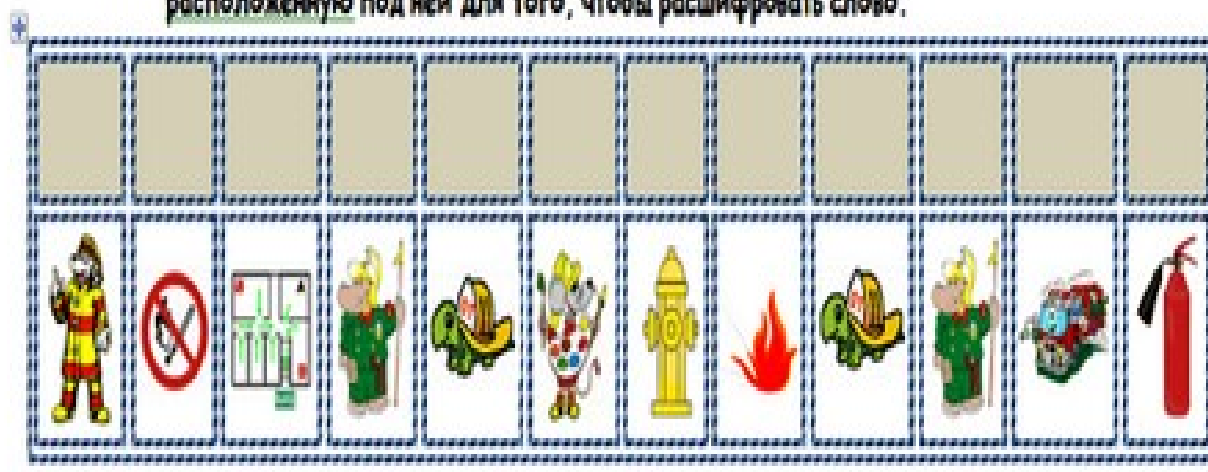 расположенную под ней для того, чтобы расшифровать слово.